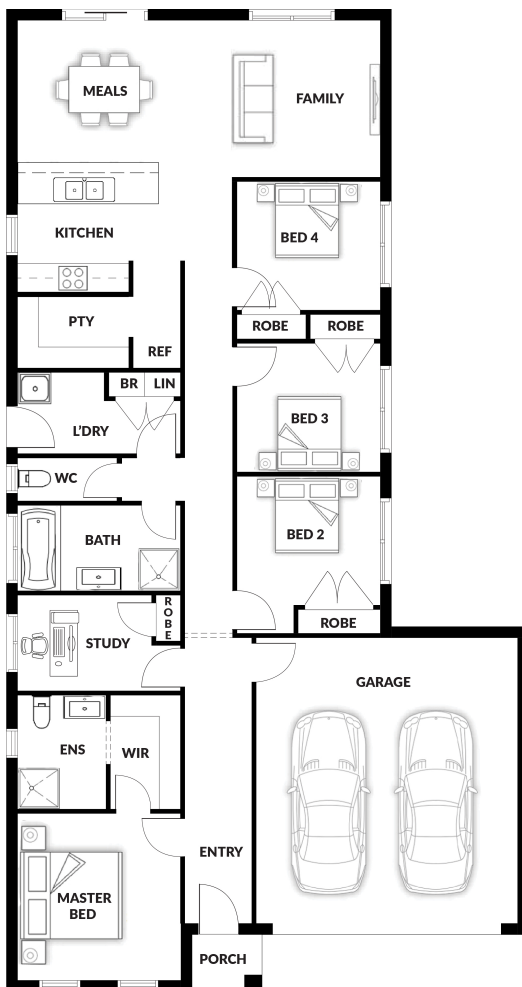 MEALS
FAMILY
KITCHEN
BED 4
PTY
ROBE
ROBE
REF
BR
LIN
L'DRY
BED 3
WC
BATH
BED 2
ROBE
ROBE
STUDY
GARAGE
ENS
WIR
ENTRY
MASTER
BED
PORCH